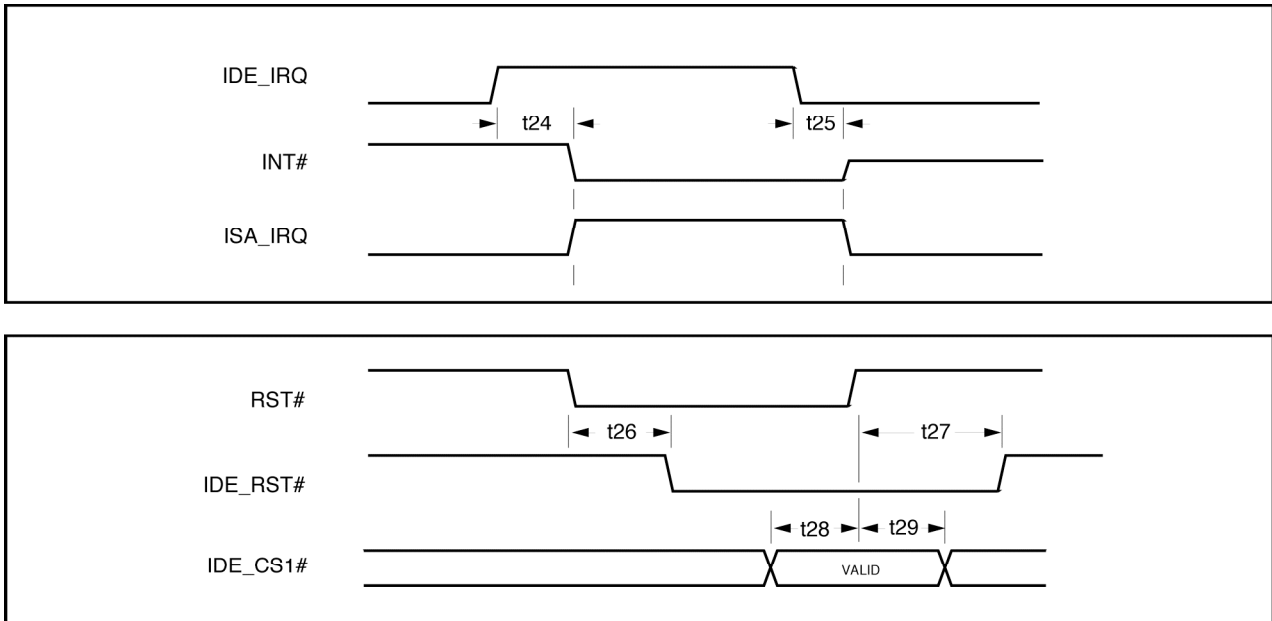 IDE_IRQ
t24
t25
INT#
ISA_IRQ
RST#
t26
t27
IDE_RST#
t28
t29
IDE_CS1#
VALID